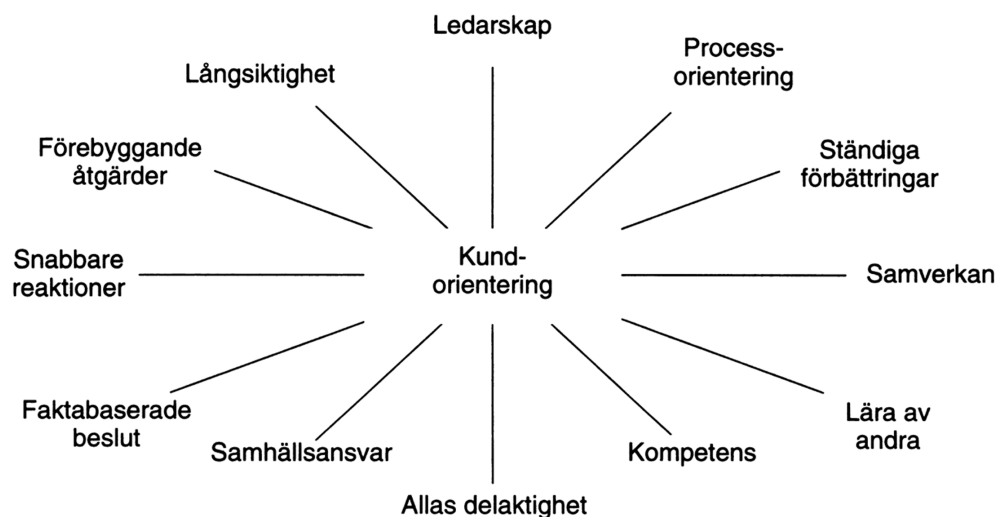 Ledarskap
Process-
orientering
Långsiktighet
Förebyggande
åtgärder
Ständiga
förbättringar
Snabbare
reaktioner
Kund-
orientering
Samverkan
Faktabaserade
beslut
Lära av
andra
Samhällsansvar
Kompetens
Allas delaktighet